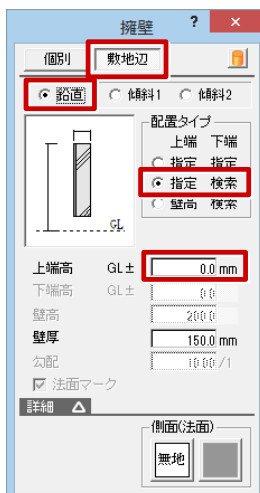 擁壁 ? ×
個別 敷地辺
鉛直 傾斜1 傾斜2
配置タイプ
上端 下端
指定 指定
指定 検索
壁高 検索
GL
上端高 GL± 0.0 mm
下端高 GL± 0.0
壁高 200.0
壁厚 150.0 mm
勾配 10.00 /1
法面マーク
詳細
側面(法面)
無地